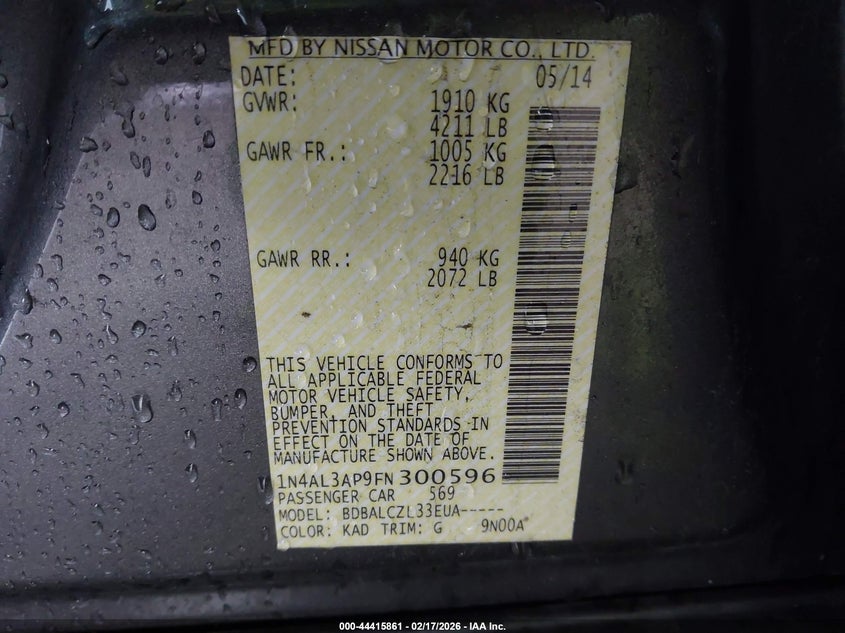 MFD BY NISSAN MOTOR CO., LTD.
DATE: 05/14
GVWR: 1910 KG
4211 LB
GAWR FR.: 1005 KG
2216 LB
GAWR RR.: 940 KG
2072 LB
THIS VEHICLE CONFORMS TO
ALL APPLICABLE FEDERAL
MOTOR VEHICLE SAFETY,
BUMPER, AND THEFT
PREVENTION STANDARDS IN
EFFECT ON THE DATE OF
MANUFACTURE SHOWN ABOVE.
1N4AL3AP9FN300596
PASSENGER CAR 569
MODEL: BDBALCZL33EUA-----
COLOR: KAD TRIM: G 9N00A*
000-44415861 - 02/17/2026 - IAA Inc.